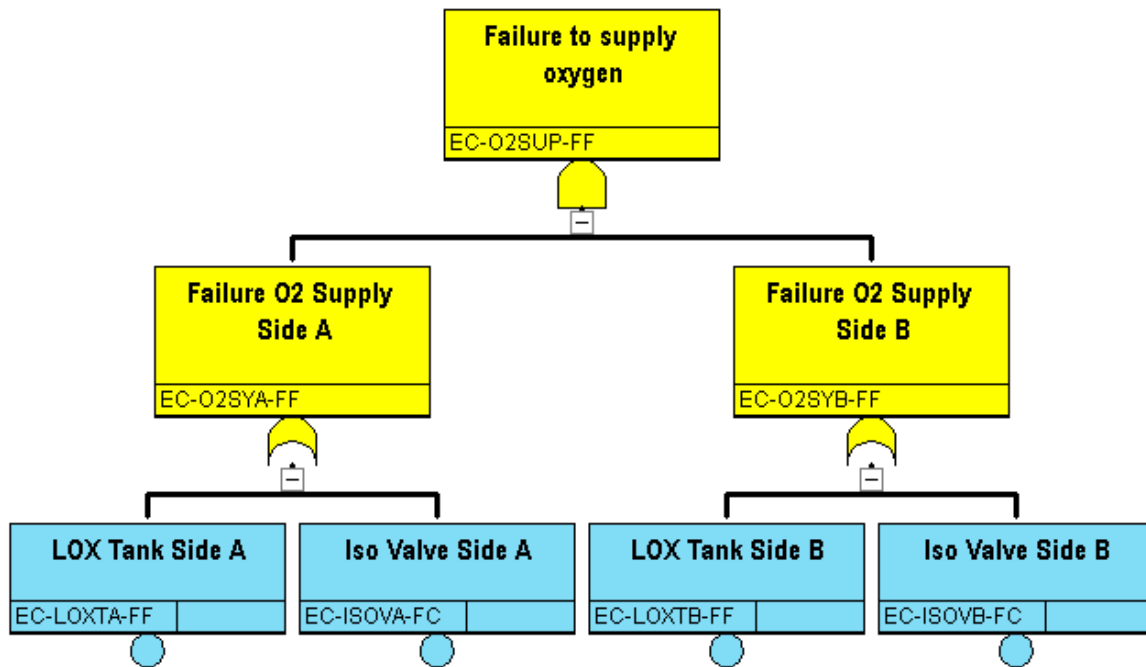 Failure to supply
oxygen
EC-O2SUP-FF
Failure O2 Supply
Side A
EC-O2SYA-FF
Failure O2 Supply
Side B
EC-O2SYB-FF
LOX Tank Side A
EC-LOXTA-FF
Iso Valve Side A
EC-ISOVA-FC
LOX Tank Side B
EC-LOXTB-FF
Iso Valve Side B
EC-ISOVB-FC